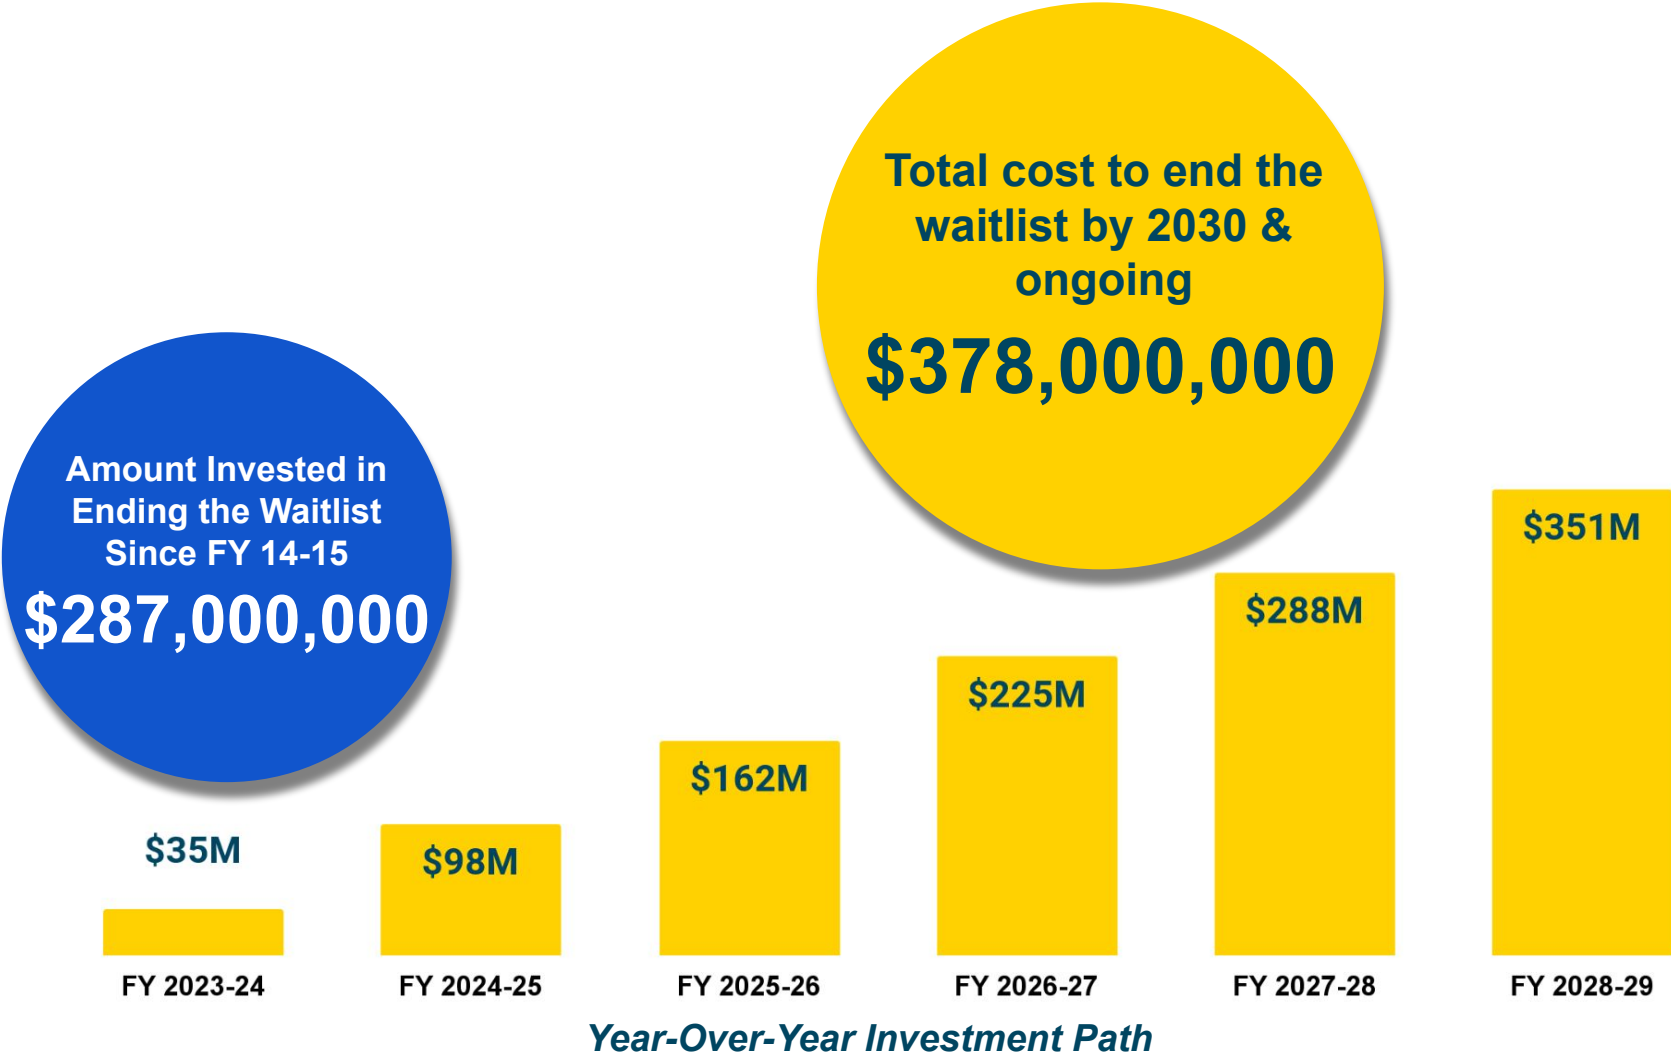 Total cost to end the
waitlist by 2030 &
ongoing
$378,000,000
Amount Invested in
Ending the Waitlist
Since FY 14-15
$287,000,000
$35M
$98M
$162M
$225M
$288M
$351M
FY 2023-24
FY 2024-25
FY 2025-26
FY 2026-27
FY 2027-28
FY 2028-29
Year-Over-Year Investment Path